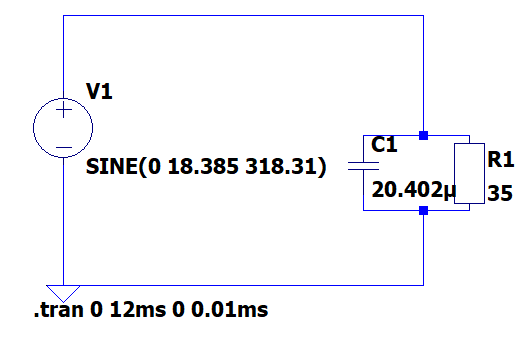 V1
SINE(0 18.385 318.31)
C1
20.402µ
R1
35
.tran 0 12ms 0 0.01ms